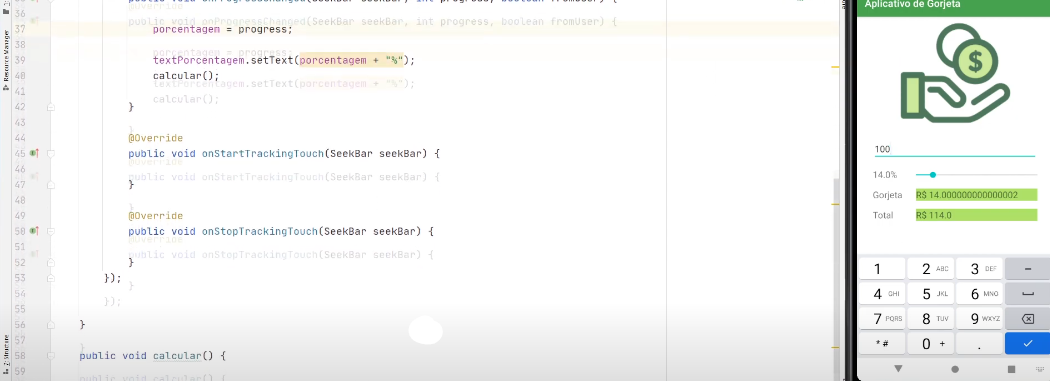 public void onProgressChanged(SeekBar seekBar, int progress, boolean fromUser) {
porcentagem = progress;
textPorcentagem.setText(porcentagem + "%");
calcular();
}
@Override
public void onStartTrackingTouch(SeekBar seekBar) {
}
@Override
public void onStopTrackingTouch(SeekBar seekBar) {
}
});
}
public void calcular() {
36
37
38
39
40
41
42
43
44
45
46
47
48
49
50
51
52
53
54
55
56
57
58
59
Resource Manager
Z: Structure
Aplicativo de Gorjeta
$
100
14.0%
Gorjeta R$ 14.000000000000002
Total R$ 114.0
1 2 ABC 3 DEF -
4 GHI 5 JKL 6 MNO
7 PQRS 8 TUV 9 WXYZ
* # 0 + .